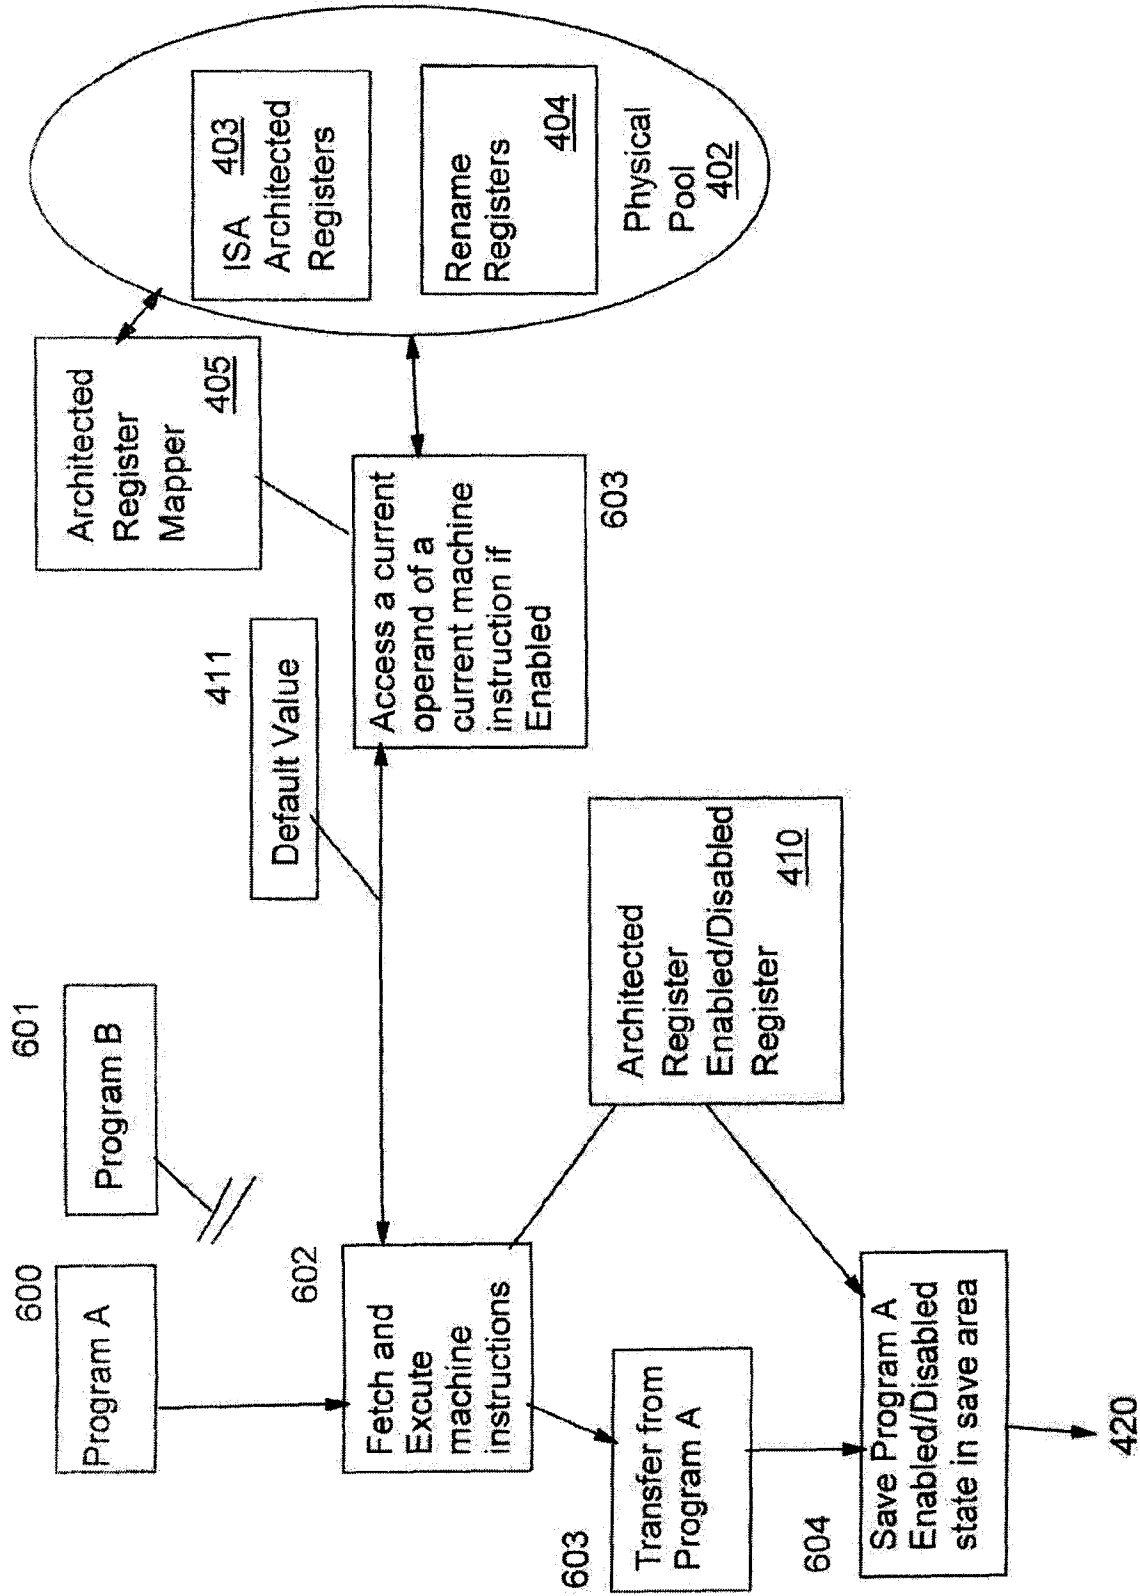 600
Program A
601
Program B
602
Fetch and
Excute
machine
instructions
411
Default Value
Architected
Register
Mapper
405
Access a current
operand of a
current machine
instruction if
Enabled
603
ISA
403
Architected
Registers
Rename
Registers
404
Physical
Pool
402
Architected
Register
Enabled/Disabled
Register
410
603
Transfer from
Program A
604
Save Program A
Enabled/Disabled
state in save area
420